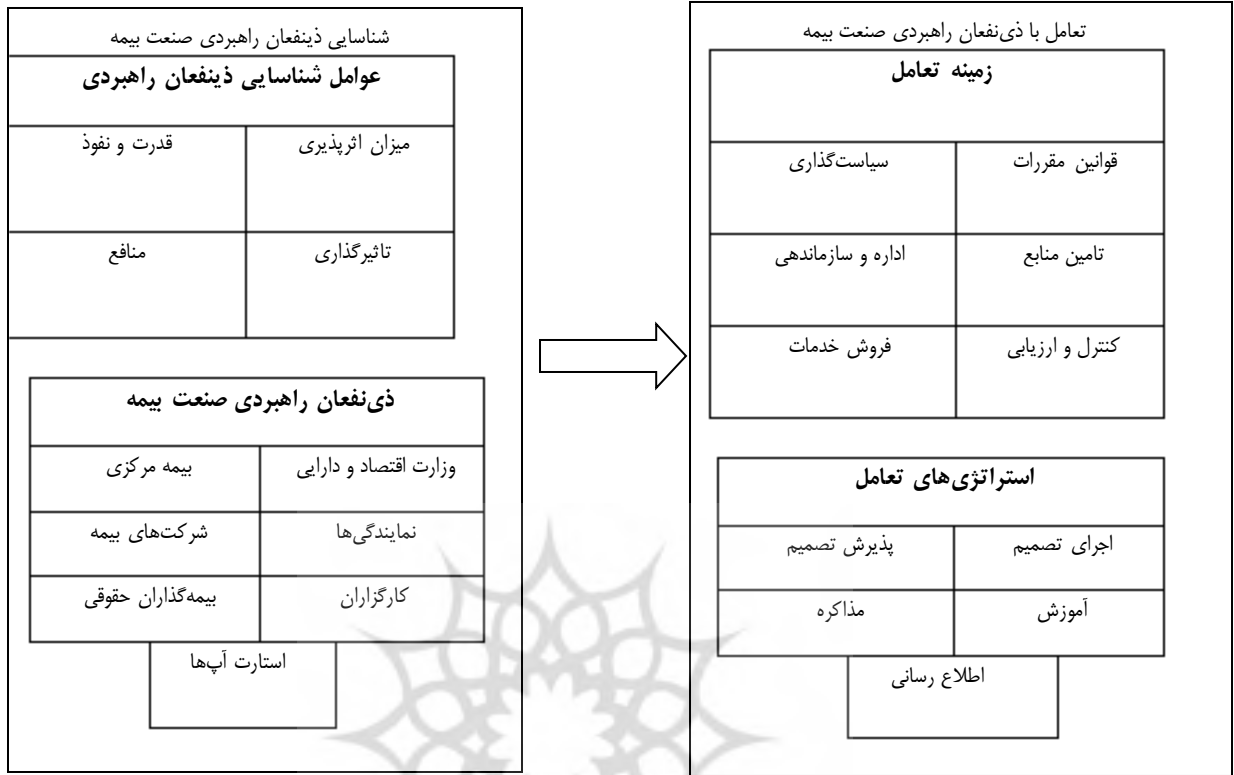 تعامل با ذی‌نفعان راهبردی صنعت بیمه
زمینه تعامل
قوانین مقررات
سیاست‌گذاری
تامین منابع
اداره و سازماندهی
کنترل و ارزیابی
فروش خدمات
استراتژی‌های تعامل
اجرای تصمیم
پذیرش تصمیم
آموزش
مذاکره
اطلاع رسانی
شناسایی ذینفعان راهبردی صنعت بیمه
عوامل شناسایی ذینفعان راهبردی
میزان اثرپذیری
قدرت و نفوذ
تاثیرگذاری
منافع
ذی‌نفعان راهبردی صنعت بیمه
وزارت اقتصاد و دارایی
بیمه مرکزی
نمایندگی‌ها
شرکت‌های بیمه
کارگزاران
بیمه‌گذاران حقوقی
استارت آپ‌ها